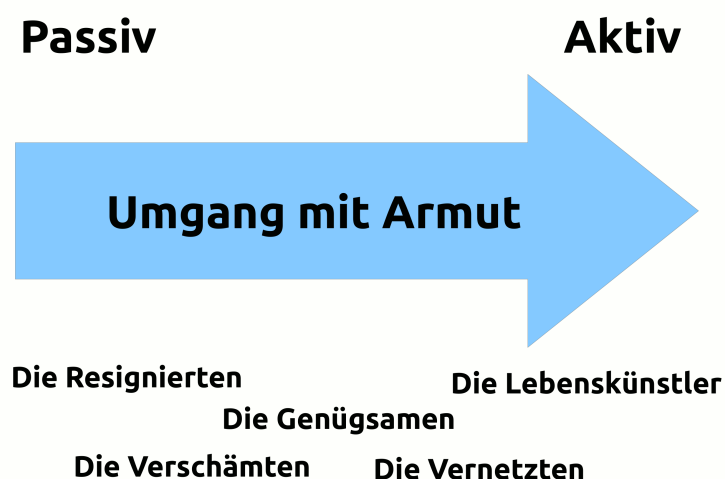 Passiv
Aktiv
Umgang mit Armut
Die Resignierten
Die Lebenskünstler
Die Genügsamen
Die Verschämten
Die Vernetzten